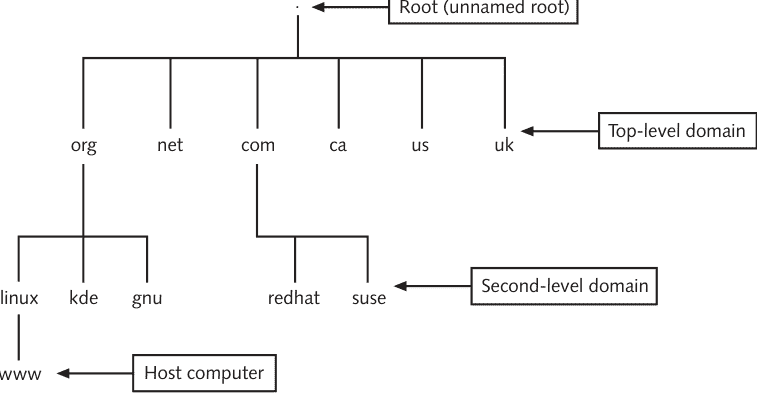 .
Root (unnamed root)
org net com ca us uk
Top-level domain
linux kde gnu redhat suse
Second-level domain
www
Host computer